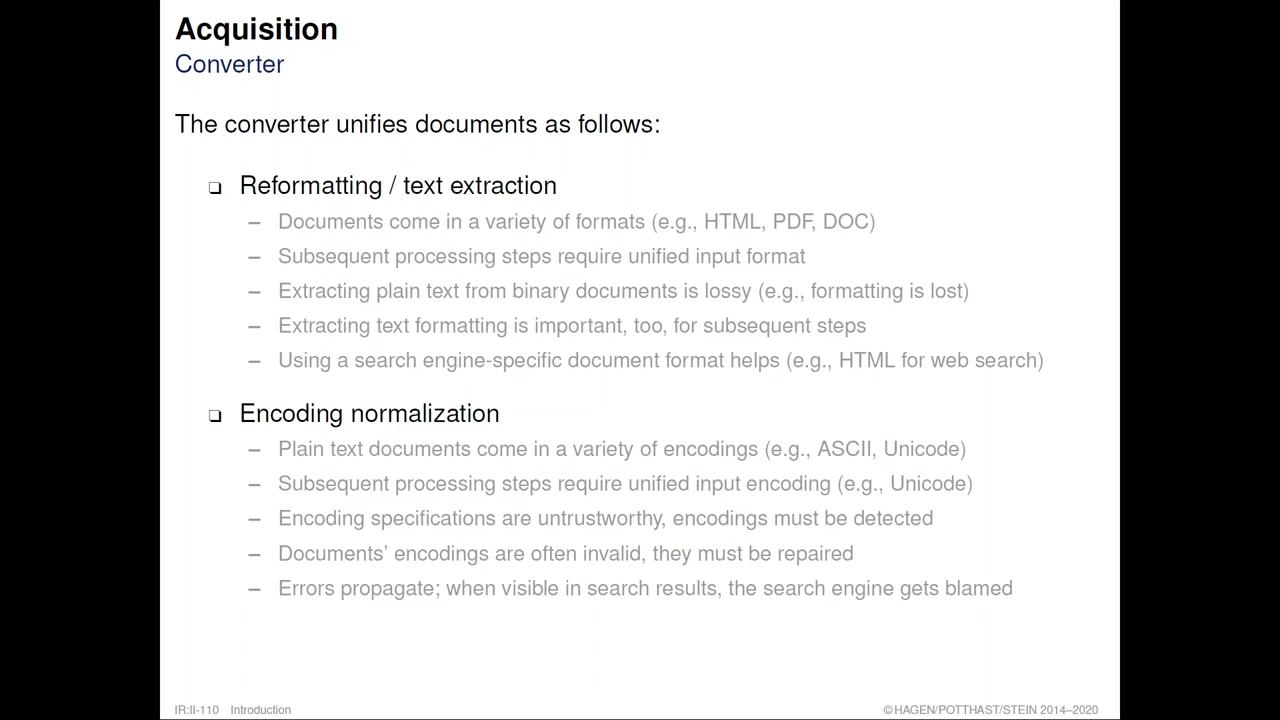 Acquisition
Converter
The converter unifies documents as follows:
❏ Reformatting / text extraction
– Documents come in a variety of formats (e.g., HTML, PDF, DOC)
– Subsequent processing steps require unified input format
– Extracting plain text from binary documents is lossy (e.g., formatting is lost)
– Extracting text formatting is important, too, for subsequent steps
– Using a search engine-specific document format helps (e.g., HTML for web search)
❏ Encoding normalization
– Plain text documents come in a variety of encodings (e.g., ASCII, Unicode)
– Subsequent processing steps require unified input encoding (e.g., Unicode)
– Encoding specifications are untrustworthy, encodings must be detected
– Documents’ encodings are often invalid, they must be repaired
– Errors propagate; when visible in search results, the search engine gets blamed
IR:II-110 Introduction
©HAGEN/POTTHAST/STEIN 2014–2020